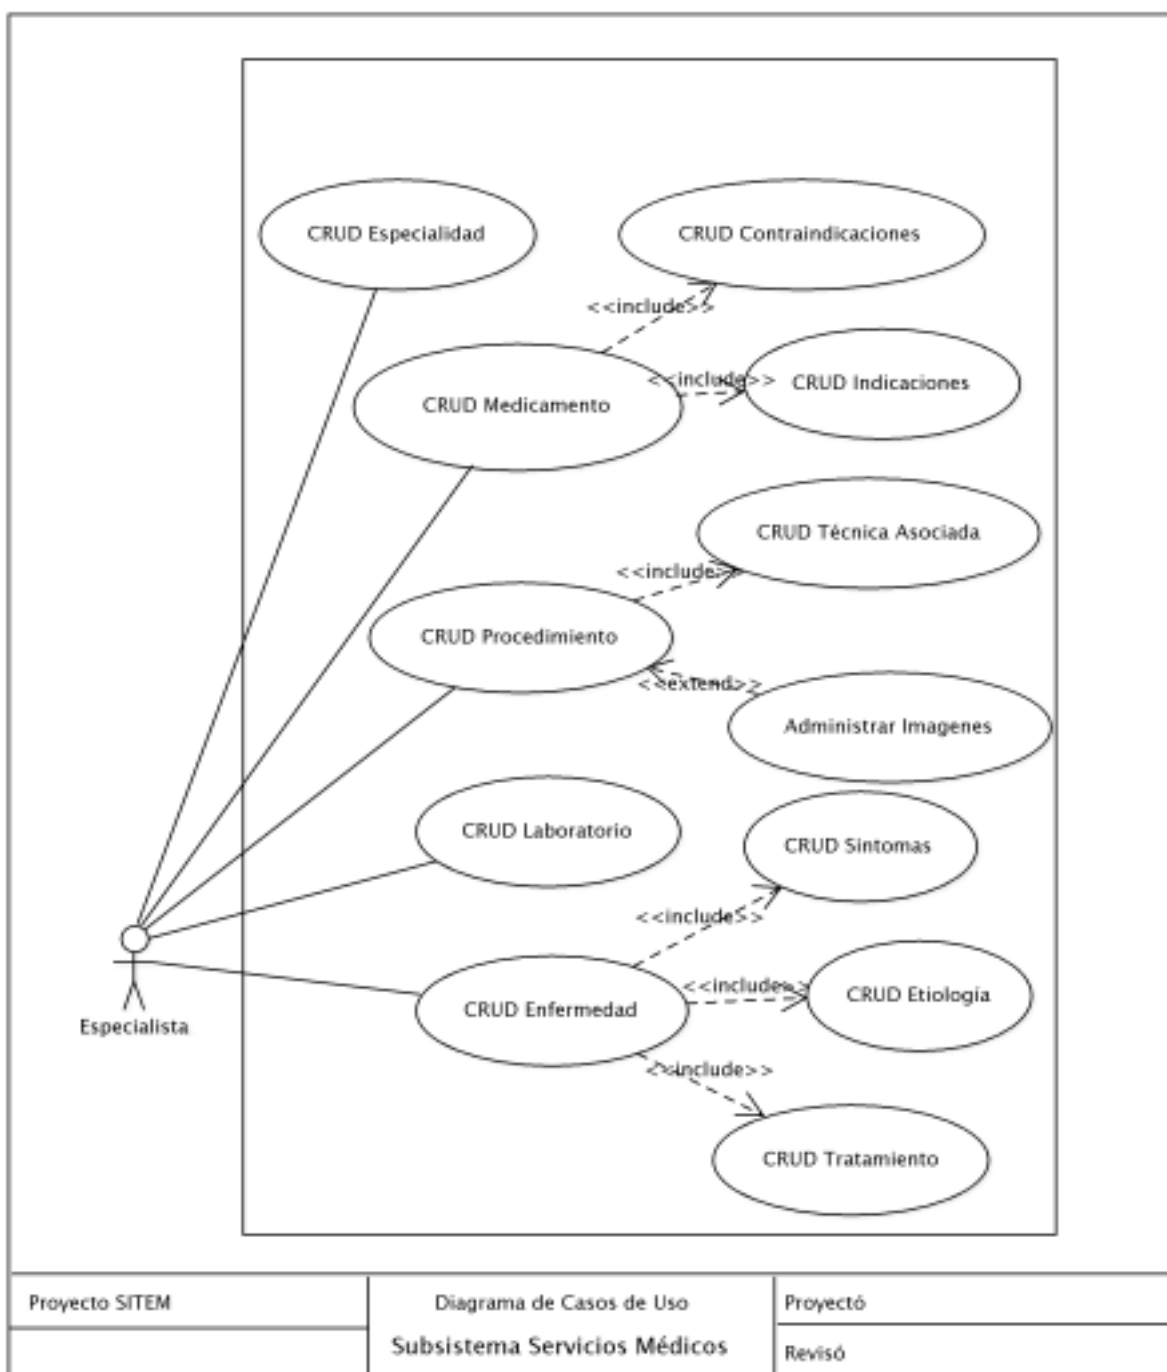 CRUD Especialidad
CRUD Contraindicaciones
<<include>>
CRUD Medicamento
<<include>>
CRUD Indicaciones
CRUD Técnica Asociada
<<include>>
CRUD Procedimiento
<<extend>>
Administrar Imagenes
CRUD Laboratorio
CRUD Sintomas
<<include>>
CRUD Enfermedad
<<include>>
CRUD Etiología
<<include>>
CRUD Tratamiento
Especialista
Proyecto SITEM
Diagrama de Casos de Uso
Subsistema Servicios Médicos
Proyectó
Revisó